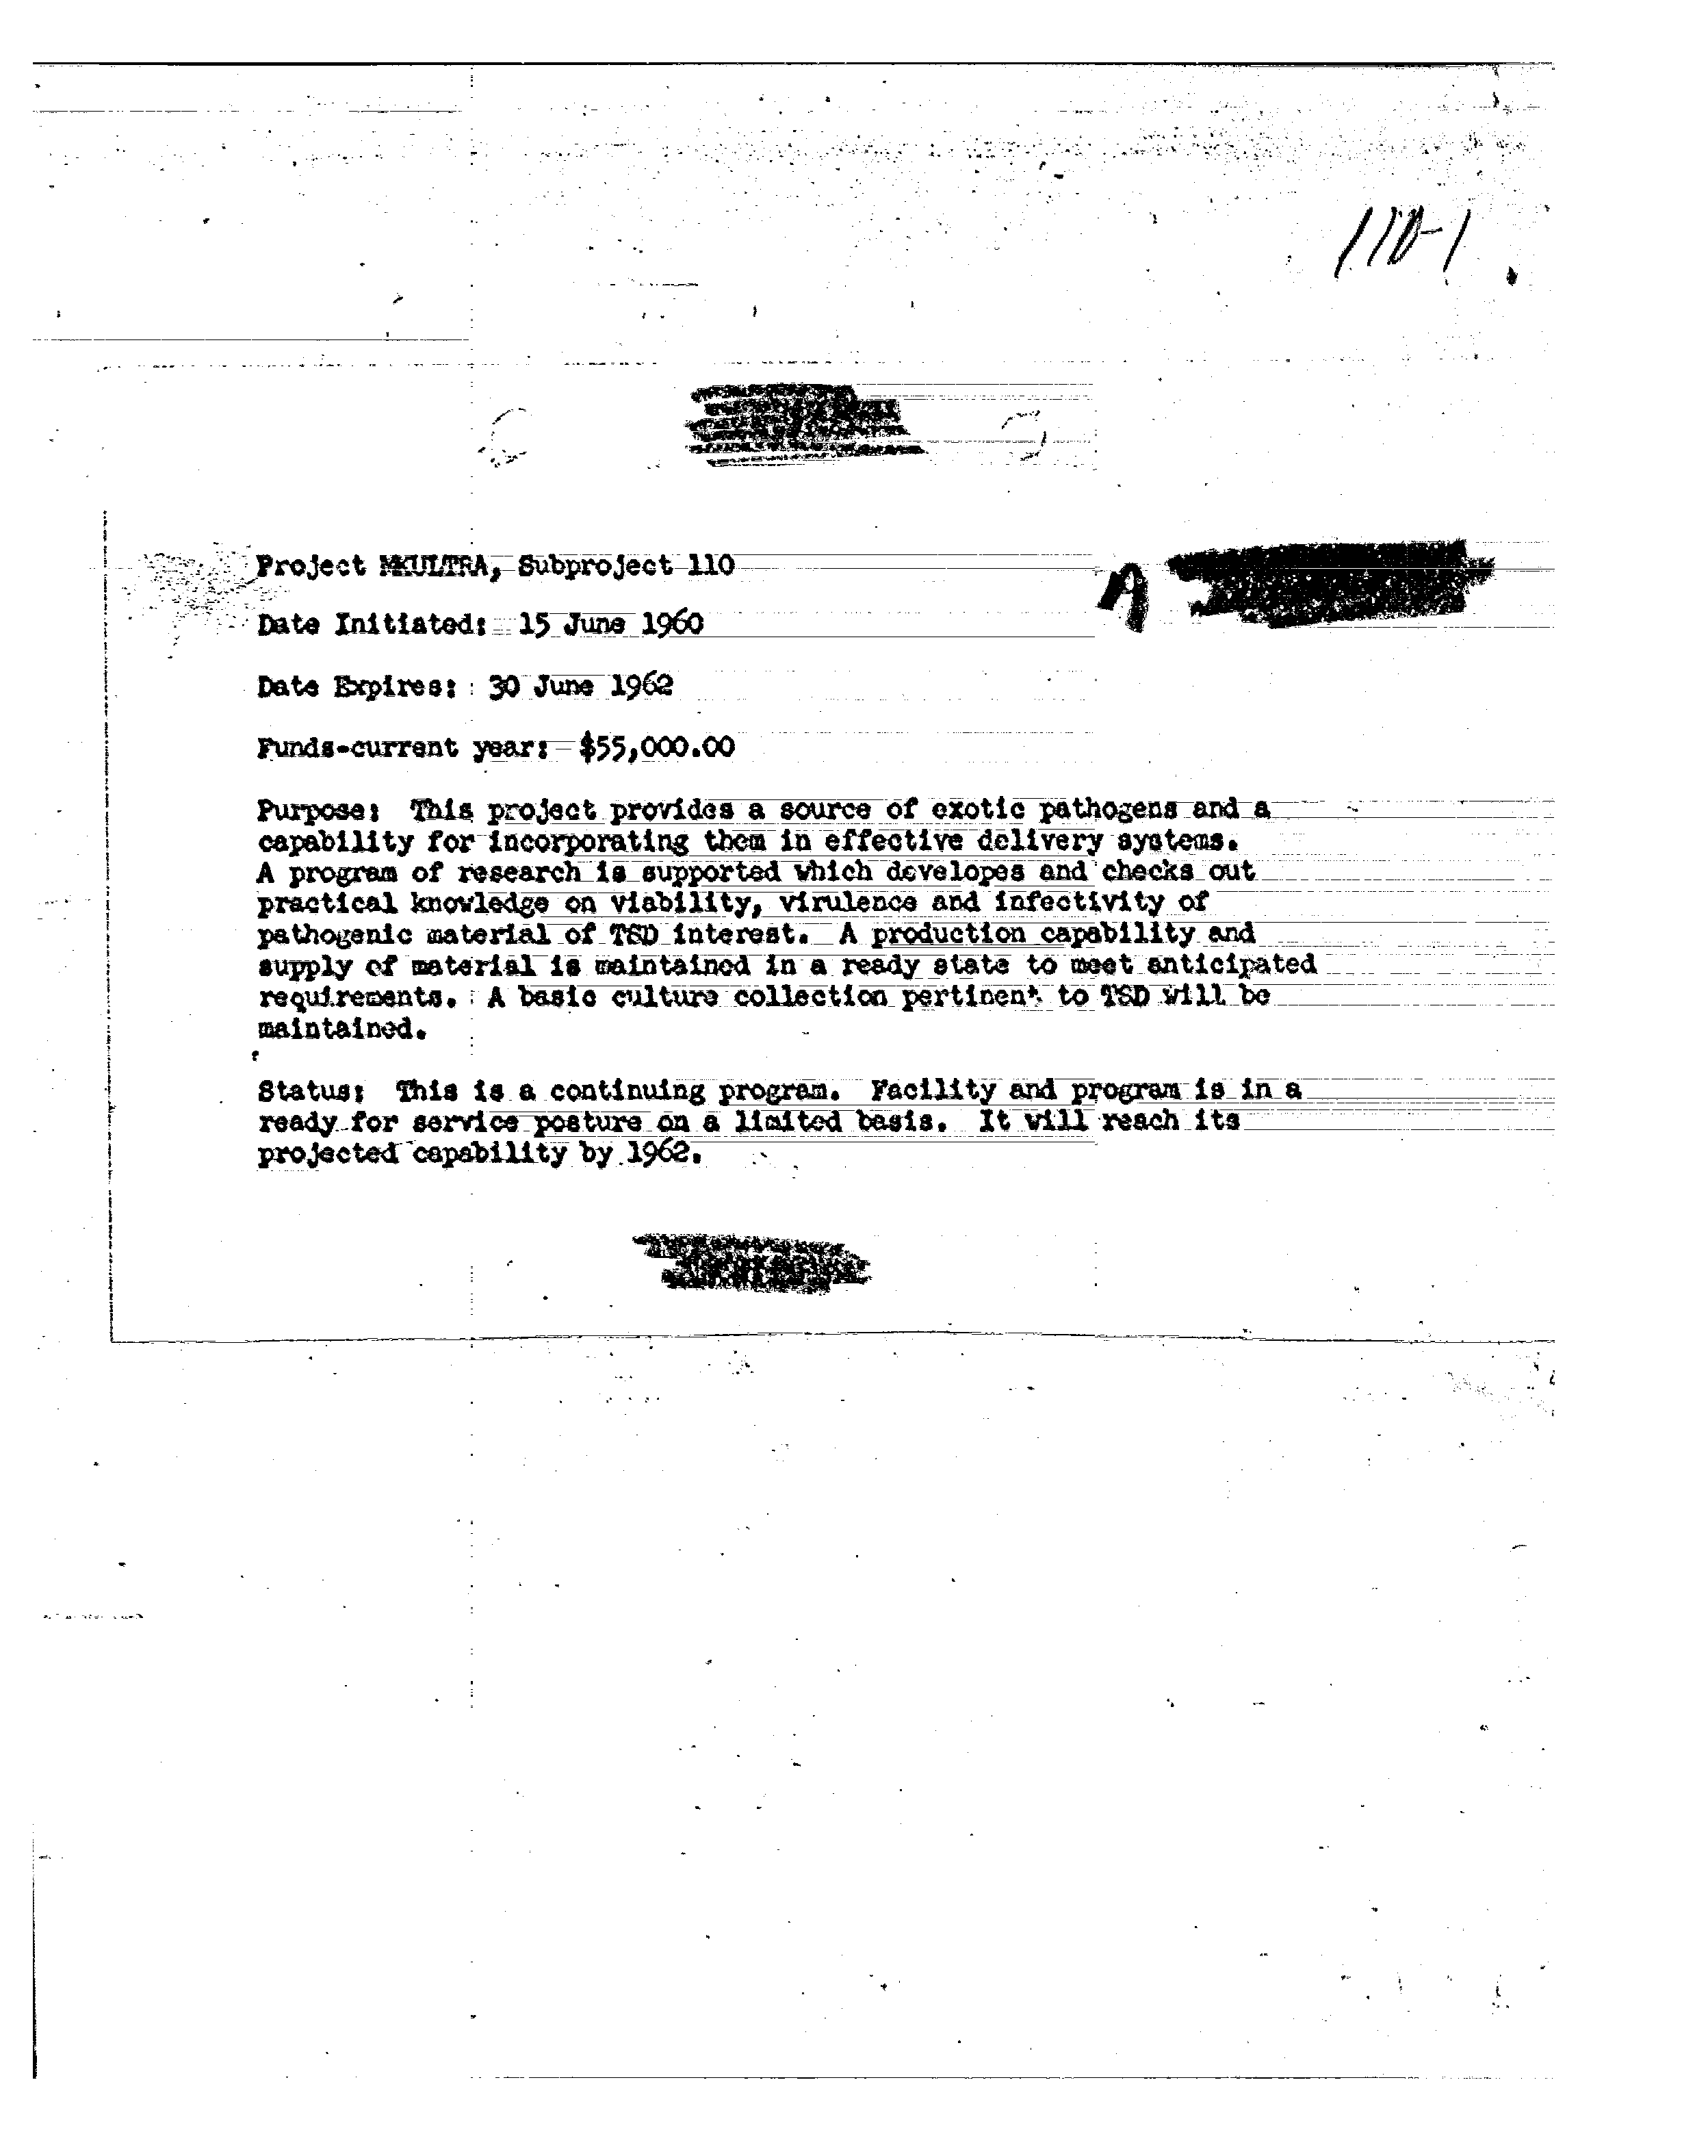 110-1
Project MKULTRA, Subproject 110
A
Date Initiated: 15 June 1960
Date Expires: 30 June 1962
Funds-current year: $55,000.00
Purpose: This project provides a source of exotic pathogens and a
capability for incorporating them in effective delivery systems.
A program of research is supported which developes and checks out
practical knowledge on viability, virulence and infectivity of
pathogenic material of TSD interest. A production capability and
supply of material is maintained in a ready state to meet anticipated
requirements. A basic culture collection pertinent to TSD will be
maintained.
Status: This is a continuing program. Facility and program is in a
ready for service posture on a limited basis. It will reach its
projected capability by 1962.